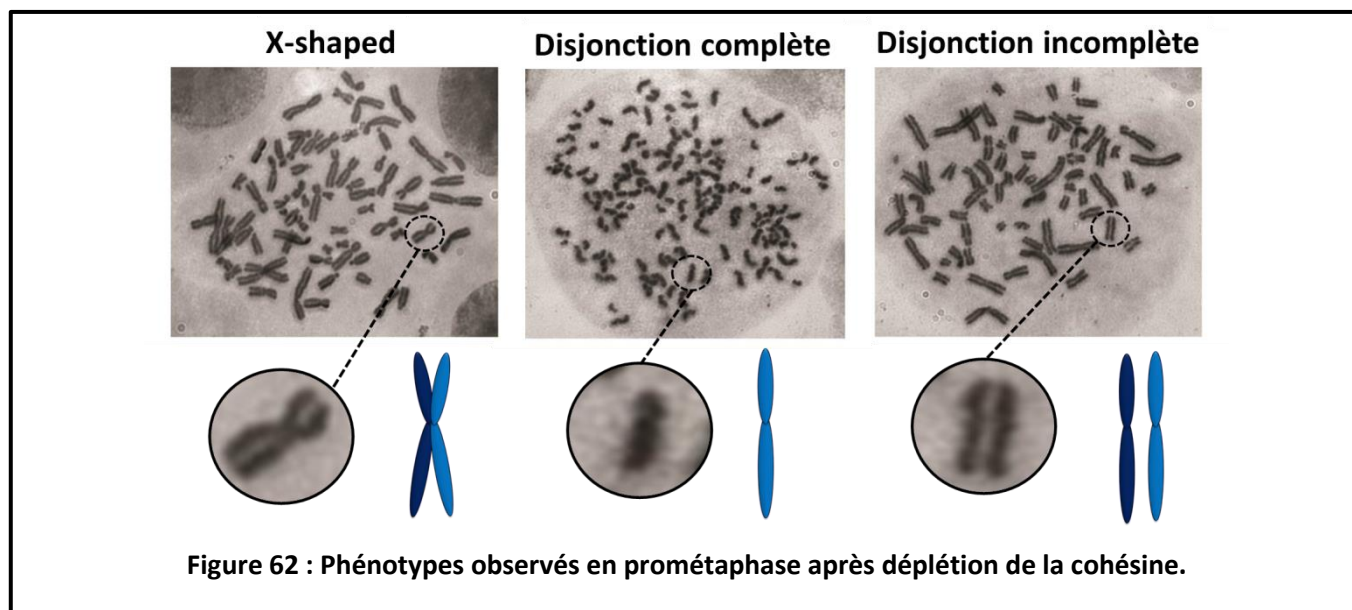 X-shaped
Disjonction complète
Disjonction incomplète
Figure 62 : Phénotypes observés en prométaphase après déplétion de la cohésine.